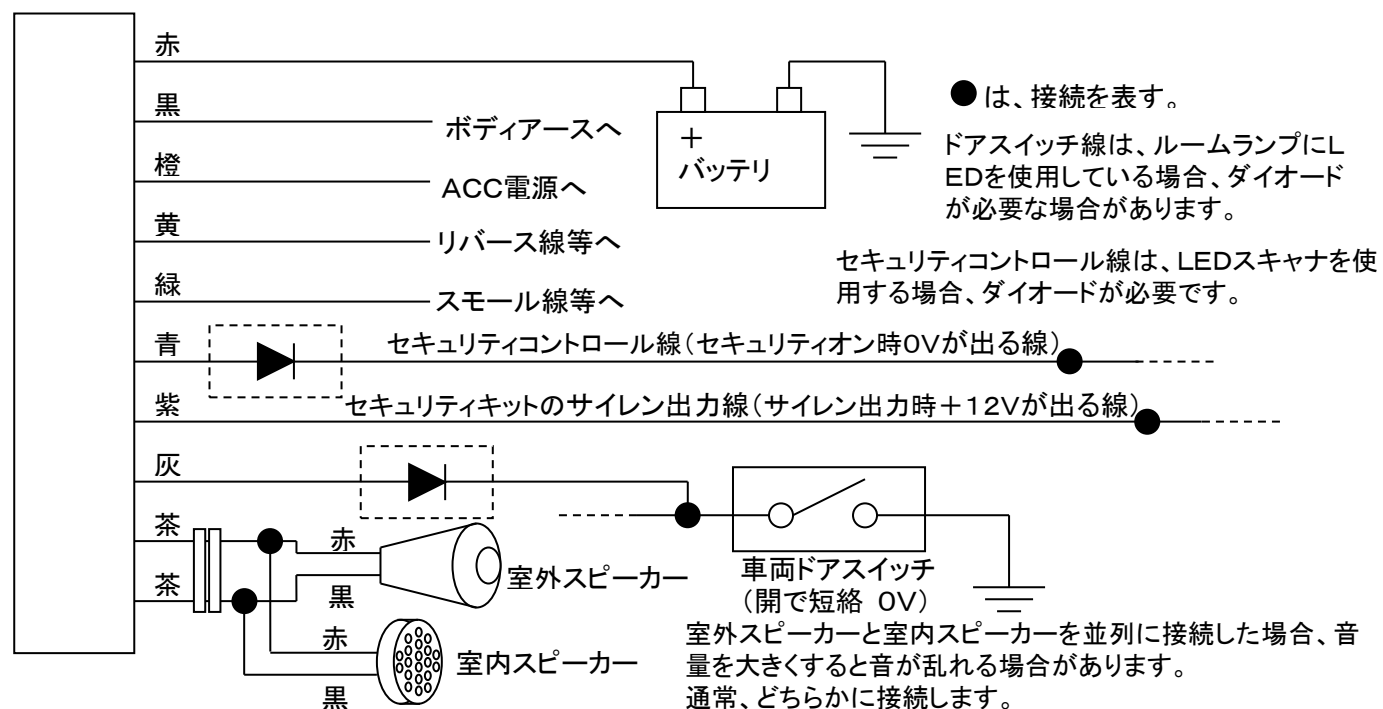 赤
黒
ボディアースへ
橙
ACC電源へ
黄
リバース線等へ
緑
スモール線等へ
+
バッテリ
●は、接続を表す。
ドアスイッチ線は、ルームランプにL
EDを使用している場合、ダイオード
が必要な場合があります。
セキュリティコントロール線は、LEDスキャナを使
用する場合、ダイオードが必要です。
青
セキュリティコントロール線(セキュリティオン時0Vが出る線)
紫
セキュリティキットのサイレン出力線(サイレン出力時+12Vが出る線)
灰
車両ドアスイッチ
(開で短絡 0V)
茶
茶
赤
黒
室外スピーカー
赤
黒
室内スピーカー
室外スピーカーと室内スピーカーを並列に接続した場合、音
量を大きくすると音が乱れる場合があります。
通常、どちらかに接続します。